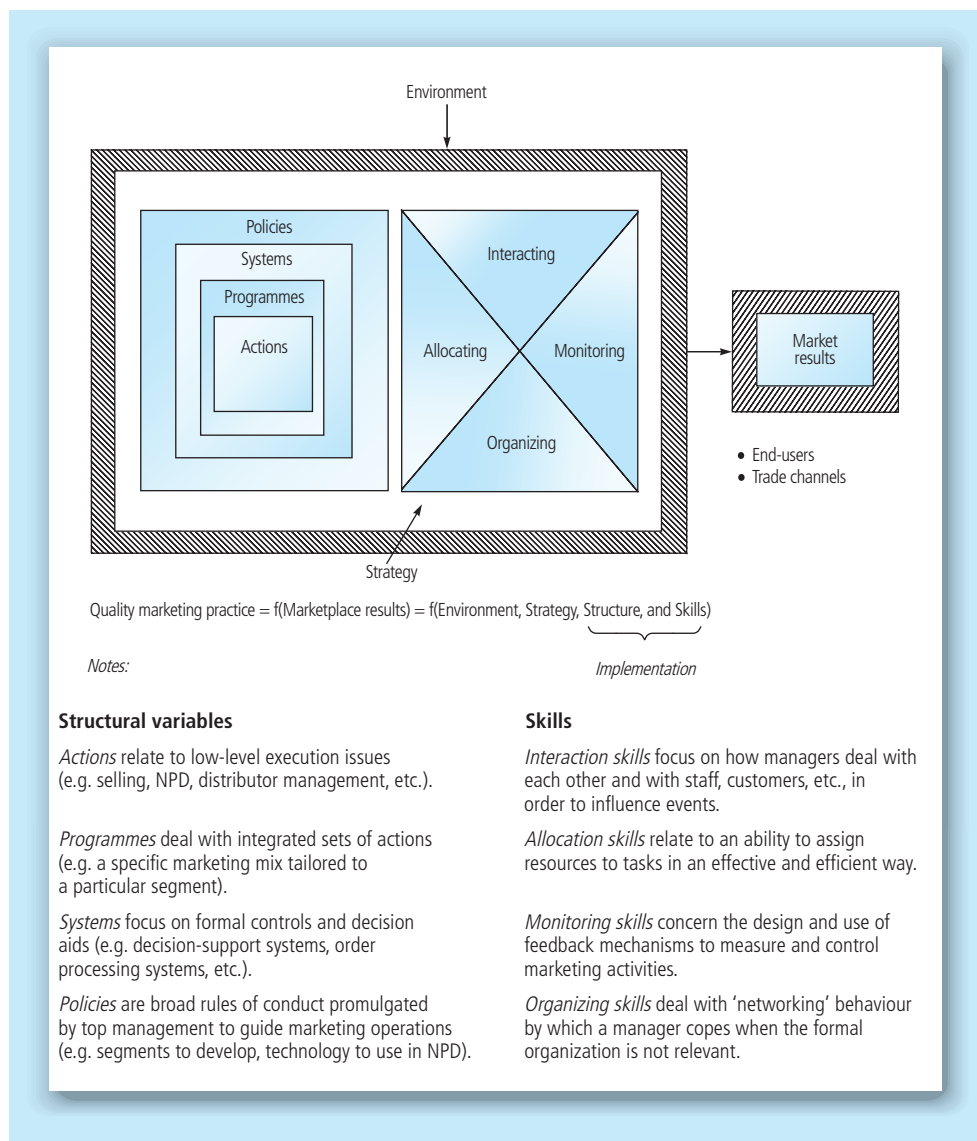 Environment
Policies
Systems
Programmes
Actions
Interacting
Allocating
Monitoring
Organizing
Market
results
• End-users
• Trade channels
Strategy
Quality marketing practice = f(Marketplace results) = f(Environment, Strategy, Structure, and Skills)
Notes:
Implementation
Structural variables
Actions relate to low-level execution issues
(e.g. selling, NPD, distributor management, etc.).
Programmes deal with integrated sets of actions
(e.g. a specific marketing mix tailored to
a particular segment).
Systems focus on formal controls and decision
aids (e.g. decision-support systems, order
processing systems, etc.).
Policies are broad rules of conduct promulgated
by top management to guide marketing operations
(e.g. segments to develop, technology to use in NPD).
Skills
Interaction skills focus on how managers deal with
each other and with staff, customers, etc., in
order to influence events.
Allocation skills relate to an ability to assign
resources to tasks in an effective and efficient way.
Monitoring skills concern the design and use of
feedback mechanisms to measure and control
marketing activities.
Organizing skills deal with ‘networking’ behaviour
by which a manager copes when the formal
organization is not relevant.